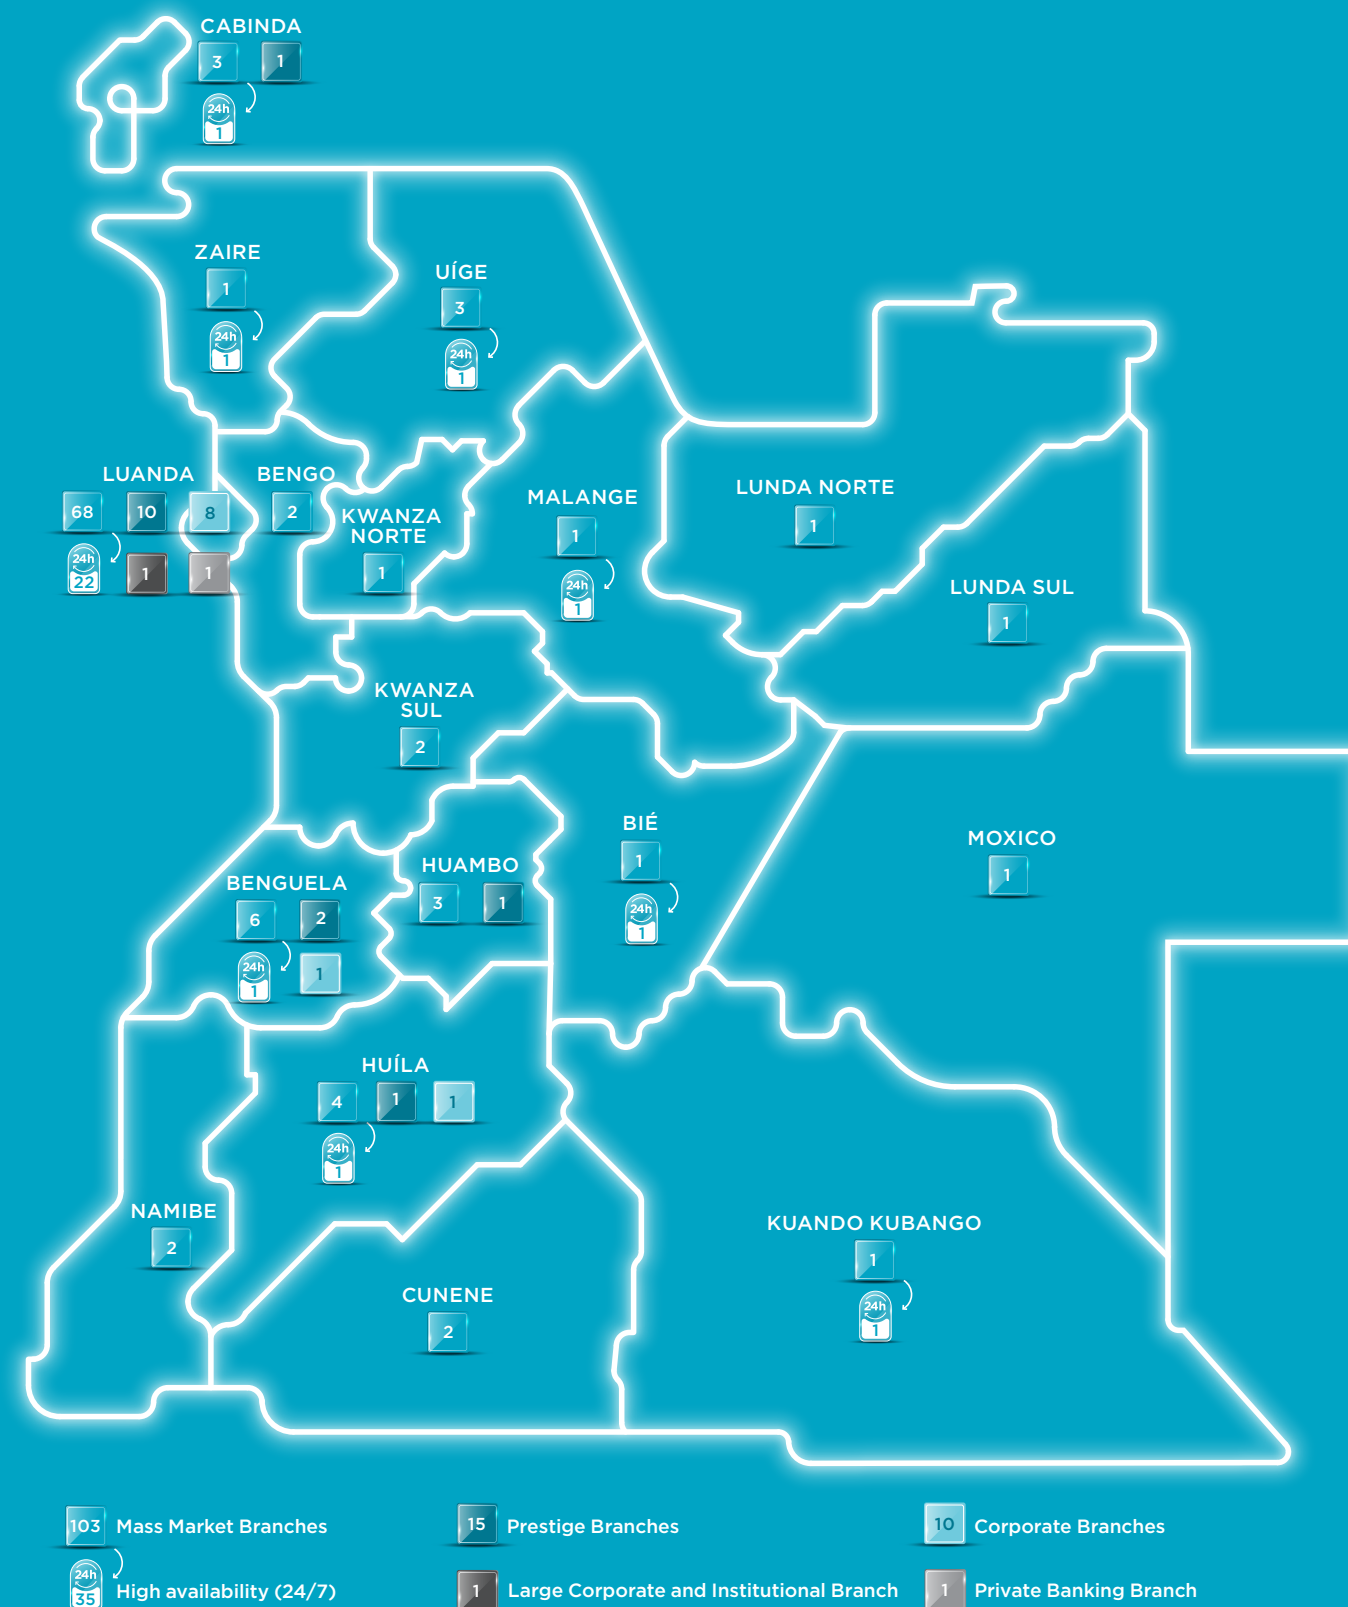 CABINDA
3 1
24h
1
ZAIRE
1
24h
1
UÍGE
3
24h
1
LUANDA
68 10 8
24h
22 1 1
BENGO
2
KWANZA
NORTE
1
MALANGE
1
24h
1
LUNDA NORTE
1
LUNDA SUL
1
KWANZA
SUL
2
BIÉ
1
24h
1
MOXICO
1
HUAMBO
3 1
BENGUELA
6 2
24h
1 1
HUÍLA
4 1 1
24h
1
NAMIBE
2
CUNENE
2
KUANDO KUBANGO
1
24h
1
103 Mass Market Branches
15 Prestige Branches
10 Corporate Branches
24h
35 High availability (24/7)
1 Large Corporate and Institutional Branch
1 Private Banking Branch